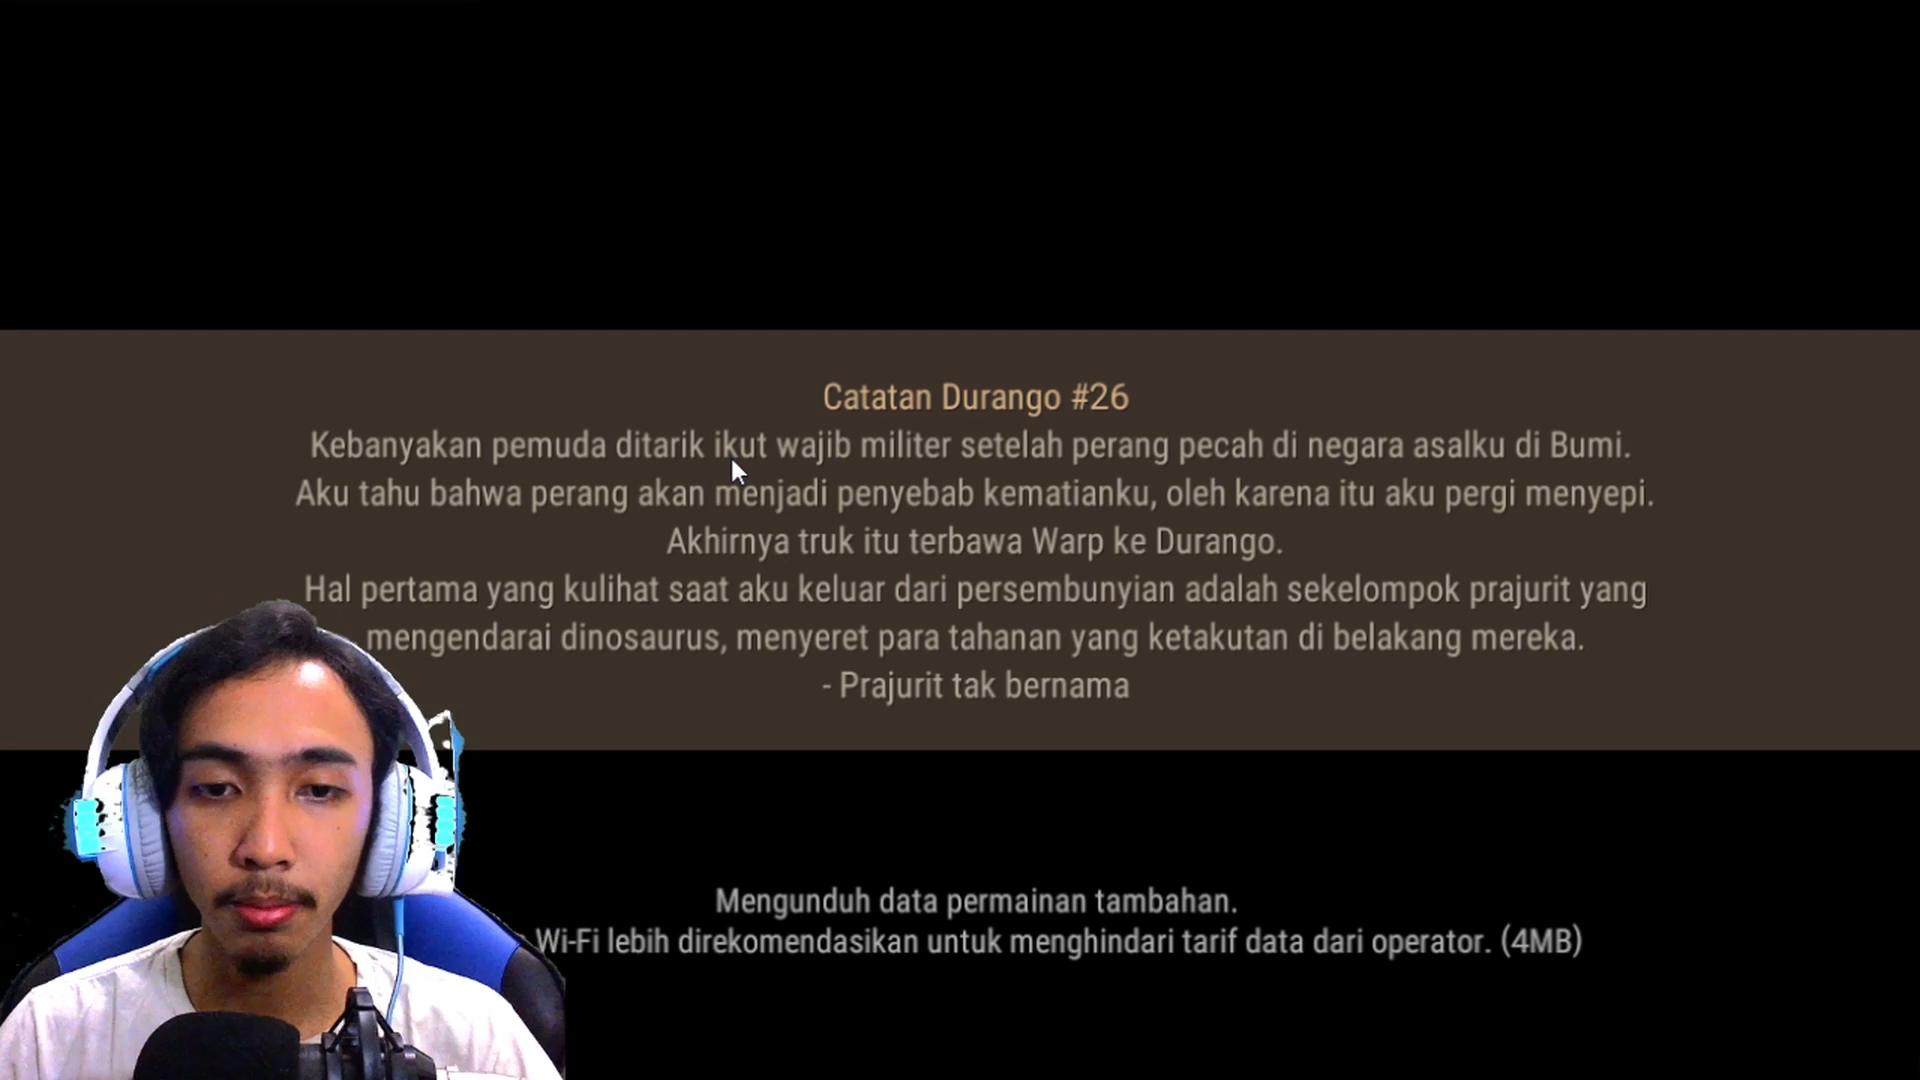 Catatan Durango #26
Kebanyakan pemuda ditarik ikut wajib militer setelah perang pecah di negara asalku di Bumi.
Aku tahu bahwa perang akan menjadi penyebab kematianku, oleh karena itu aku pergi menyepi.
Akhirnya truk itu terbawa Warp ke Durango.
Hal pertama yang kulihat saat aku keluar dari persembunyian adalah sekelompok prajurit yang
mengendarai dinosaurus, menyeret para tahanan yang ketakutan di belakang mereka.
- Prajurit tak bernama
Mengunduh data permainan tambahan.
Wi-Fi lebih direkomendasikan untuk menghindari tarif data dari operator. (4MB)